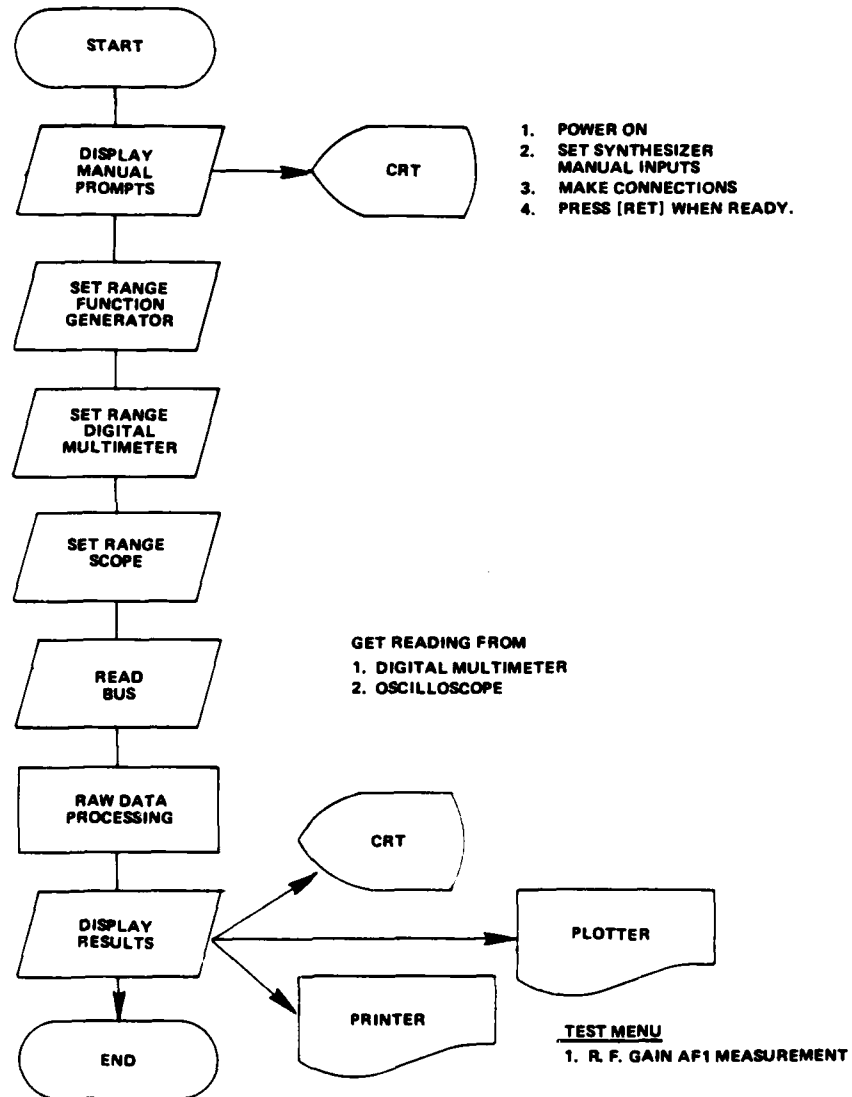 START
DISPLAY
MANUAL
PROMPTS
CRT
1. POWER ON
2. SET SYNTHESIZER
MANUAL INPUTS
3. MAKE CONNECTIONS
4. PRESS [RET] WHEN READY.
SET RANGE
FUNCTION
GENERATOR
SET RANGE
DIGITAL
MULTIMETER
SET RANGE
SCOPE
READ
BUS
GET READING FROM
1. DIGITAL MULTIMETER
2. OSCILLOSCOPE
RAW DATA
PROCESSING
CRT
DISPLAY
RESULTS
PLOTTER
PRINTER
END
TEST MENU
1. R. F. GAIN AF1 MEASUREMENT